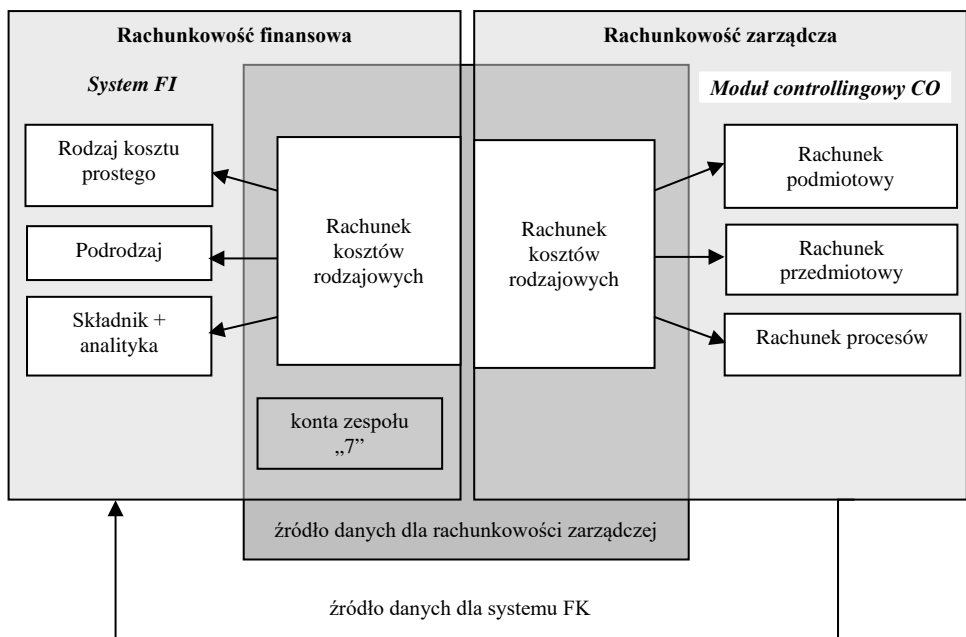 Rachunkowość finansowa
System FI
Rodzaj kosztu
prostego
Podrodzaj
Składnik +
analityka
Rachunek
kosztów
rodzajowych
konta zespołu
„7”
Rachunkowość zarządcza
Moduł controllingowy CO
Rachunek
kosztów
rodzajowych
Rachunek
podmiotowy
Rachunek
przedmiotowy
Rachunek procesów
źródło danych dla rachunkowości zarządczej
źródło danych dla systemu FK